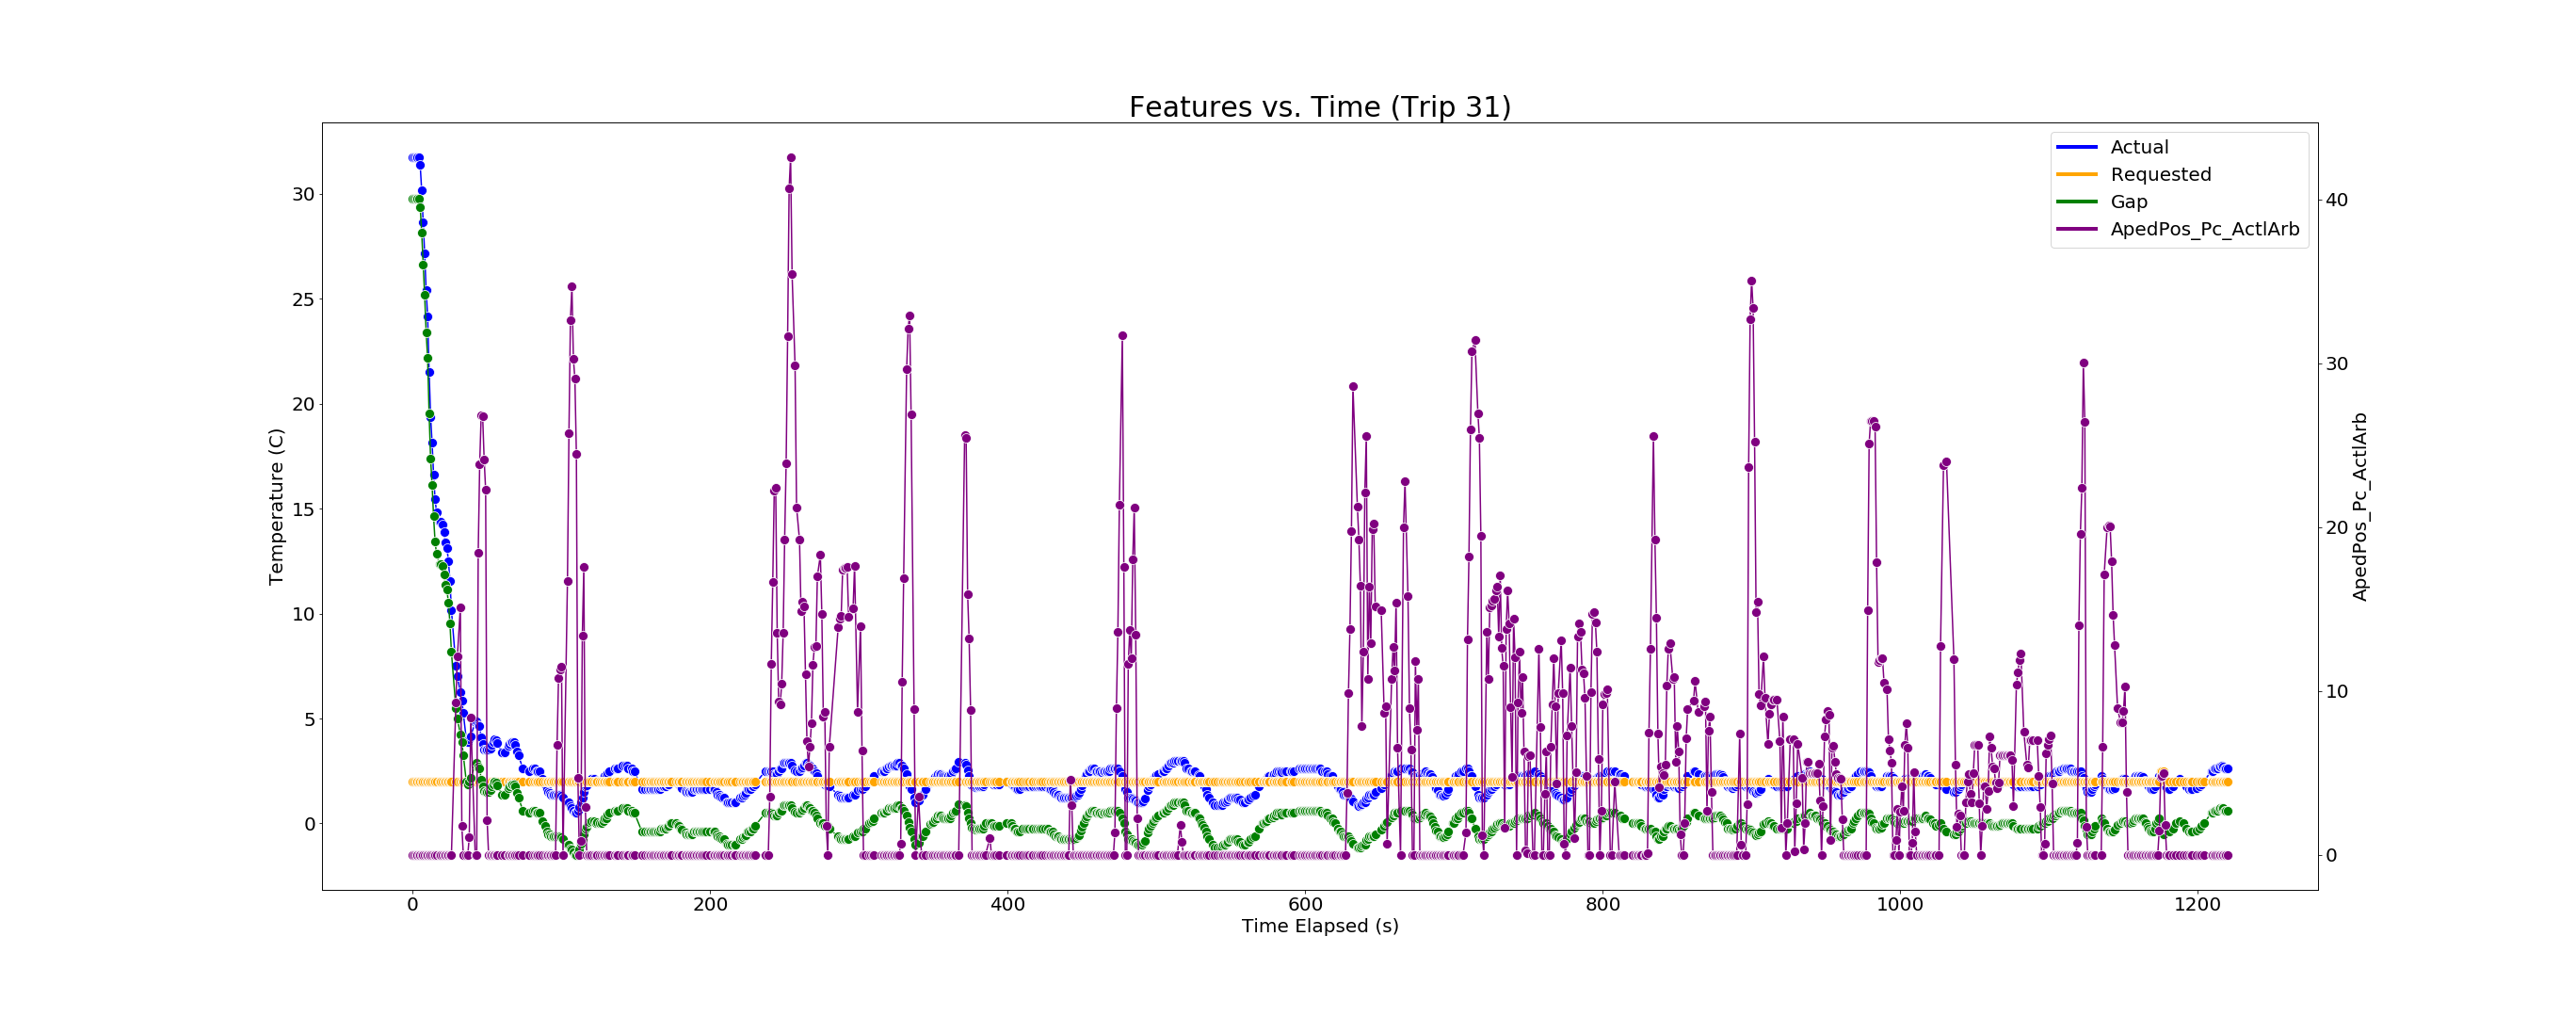 Features vs. Time (Trip 31)
Actual
Requested
Gap
ApedPos_Pc_ActlArb
Temperature (C)
30
25
20
15
10
5
0
40
30
20
10
0
ApedPos_Pc_ActlArb
0 200 400 600 800 1000 1200
Time Elapsed (s)